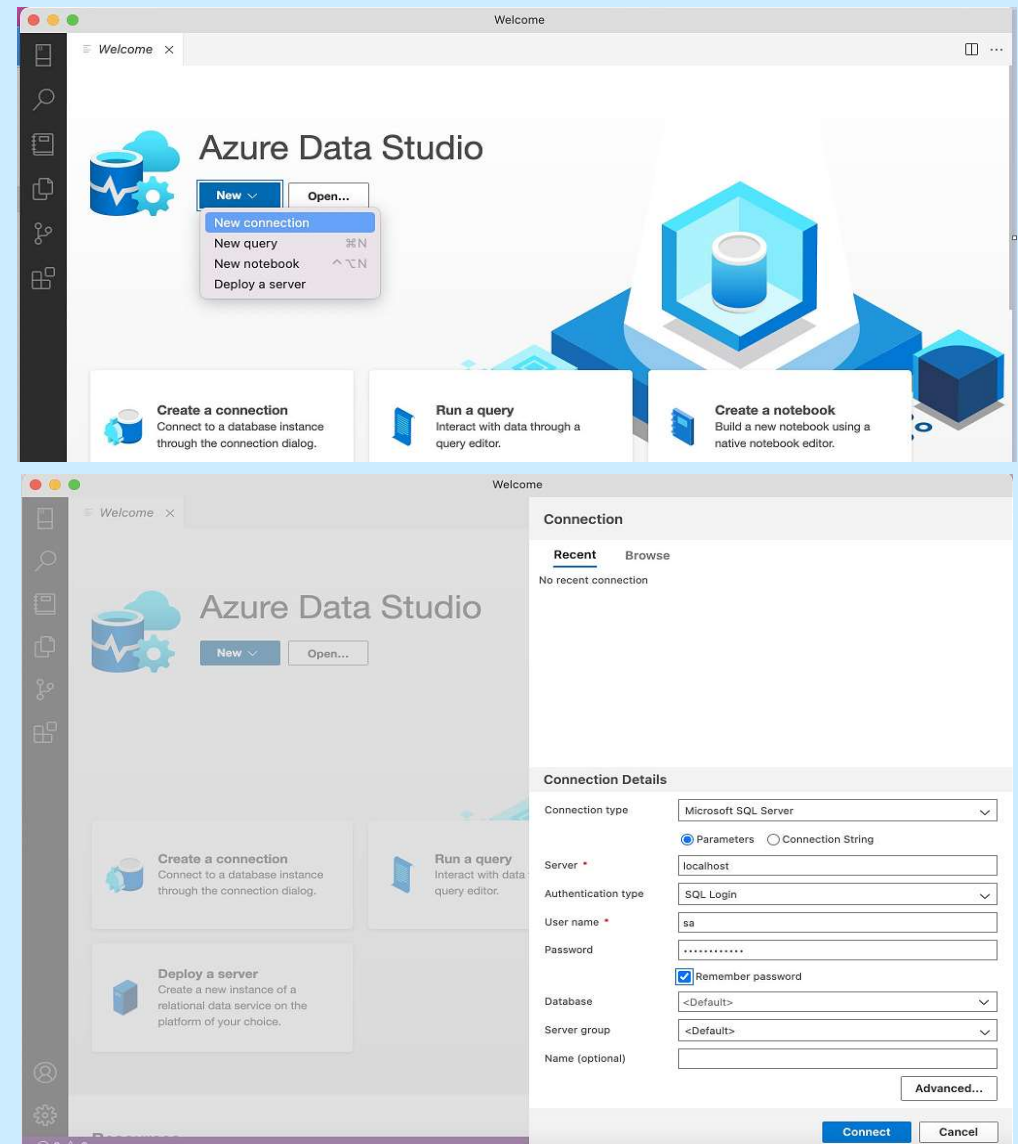 Welcome
Welcome
Azure Data Studio
New
Open...
New connection
New query ⌘N
New notebook ^⌥N
Deploy a server
Create a connection
Connect to a database instance
through the connection dialog.
Run a query
Interact with data through a
query editor.
Create a notebook
Build a new notebook using a
native notebook editor.
Welcome
Welcome
Azure Data Studio
New
Open...
Create a connection
Connect to a database instance
through the connection dialog.
Run a query
Interact with data
query editor.
Deploy a server
Create a new instance of a
relational data service on the
platform of your choice.
Connection
Recent Browse
No recent connection
Connection Details
Connection type Microsoft SQL Server
Parameters Connection String
Server * localhost
Authentication type SQL Login
User name * sa
Password ············
Remember password
Database <Default>
Server group <Default>
Name (optional)
Advanced...
Connect Cancel